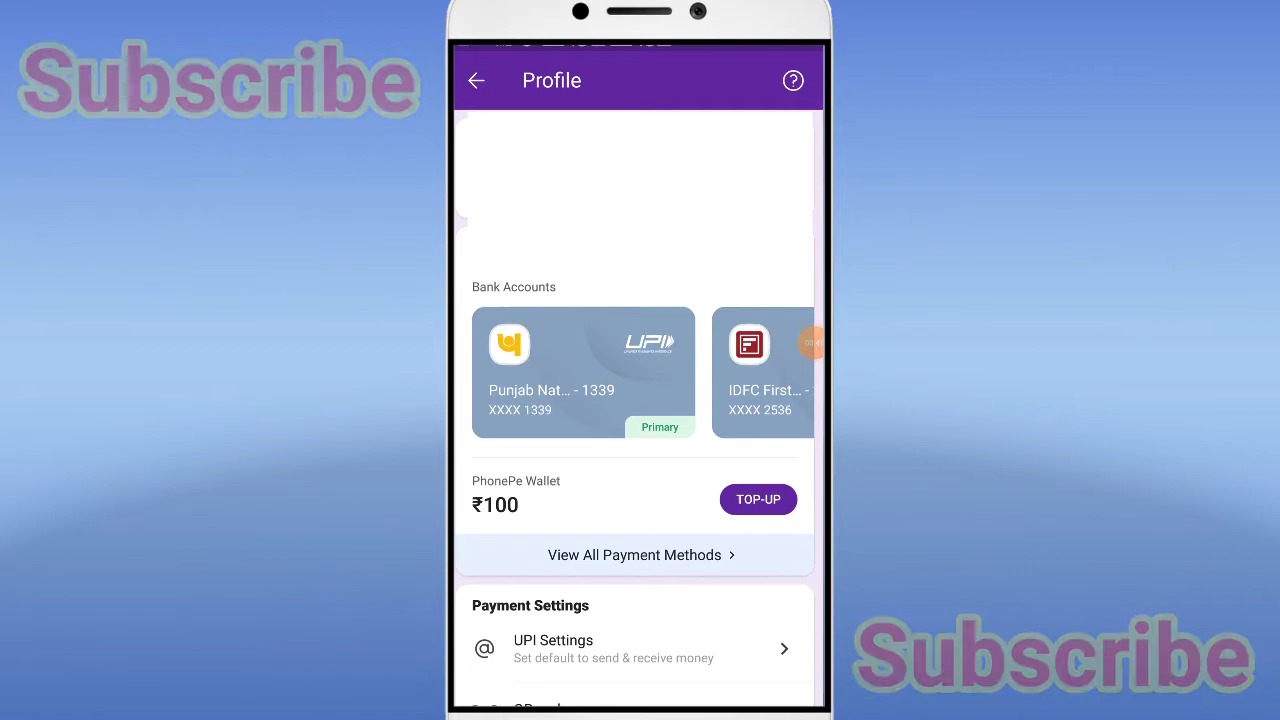 Subscribe
Profile
Bank Accounts
UPI
Punjab Nat... - 1339
XXXX 1339
Primary
IDFC First... -
XXXX 2536
PhonePe Wallet
₹100
TOP-UP
View All Payment Methods
Payment Settings
@ UPI Settings
Set default to send & receive money
Subscribe